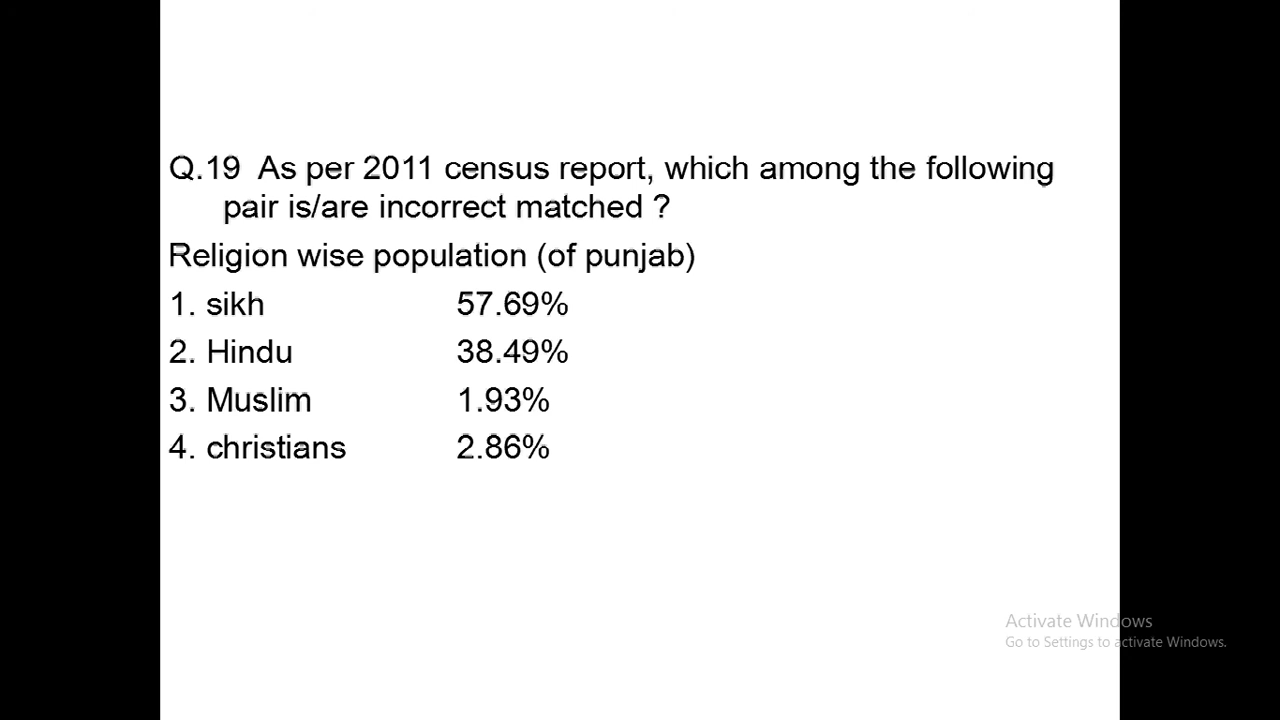 Q.19 As per 2011 census report, which among the following
pair is/are incorrect matched ?
Religion wise population (of punjab)
1. sikh 57.69%
2. Hindu 38.49%
3. Muslim 1.93%
4. christians 2.86%
Activate Windows
Go to Settings to activate Windows.